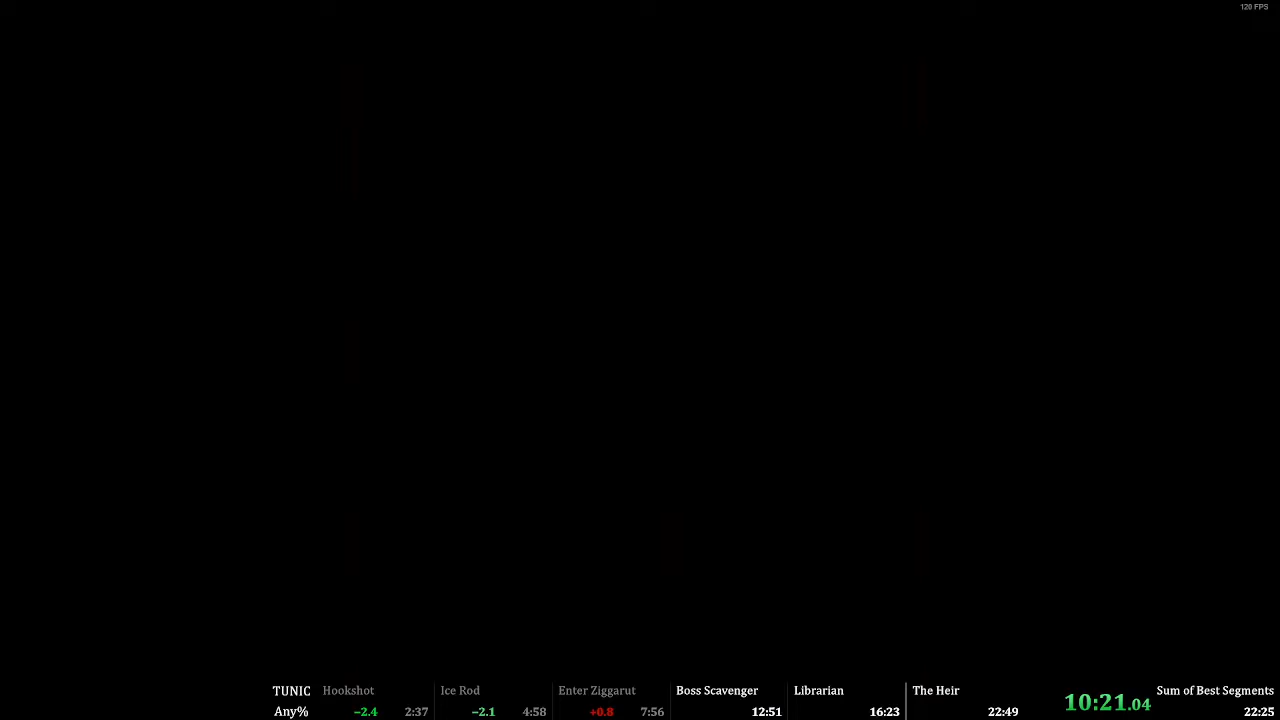 120 FPS
TUNIC Hookshot Ice Rod Enter Ziggarut Boss Scavenger Librarian The Heir Sum of Best Segments
Any% −2.4 2:37 −2.1 4:58 +0.8 7:56 12:51 16:23 22:49 10:21.04 22:25